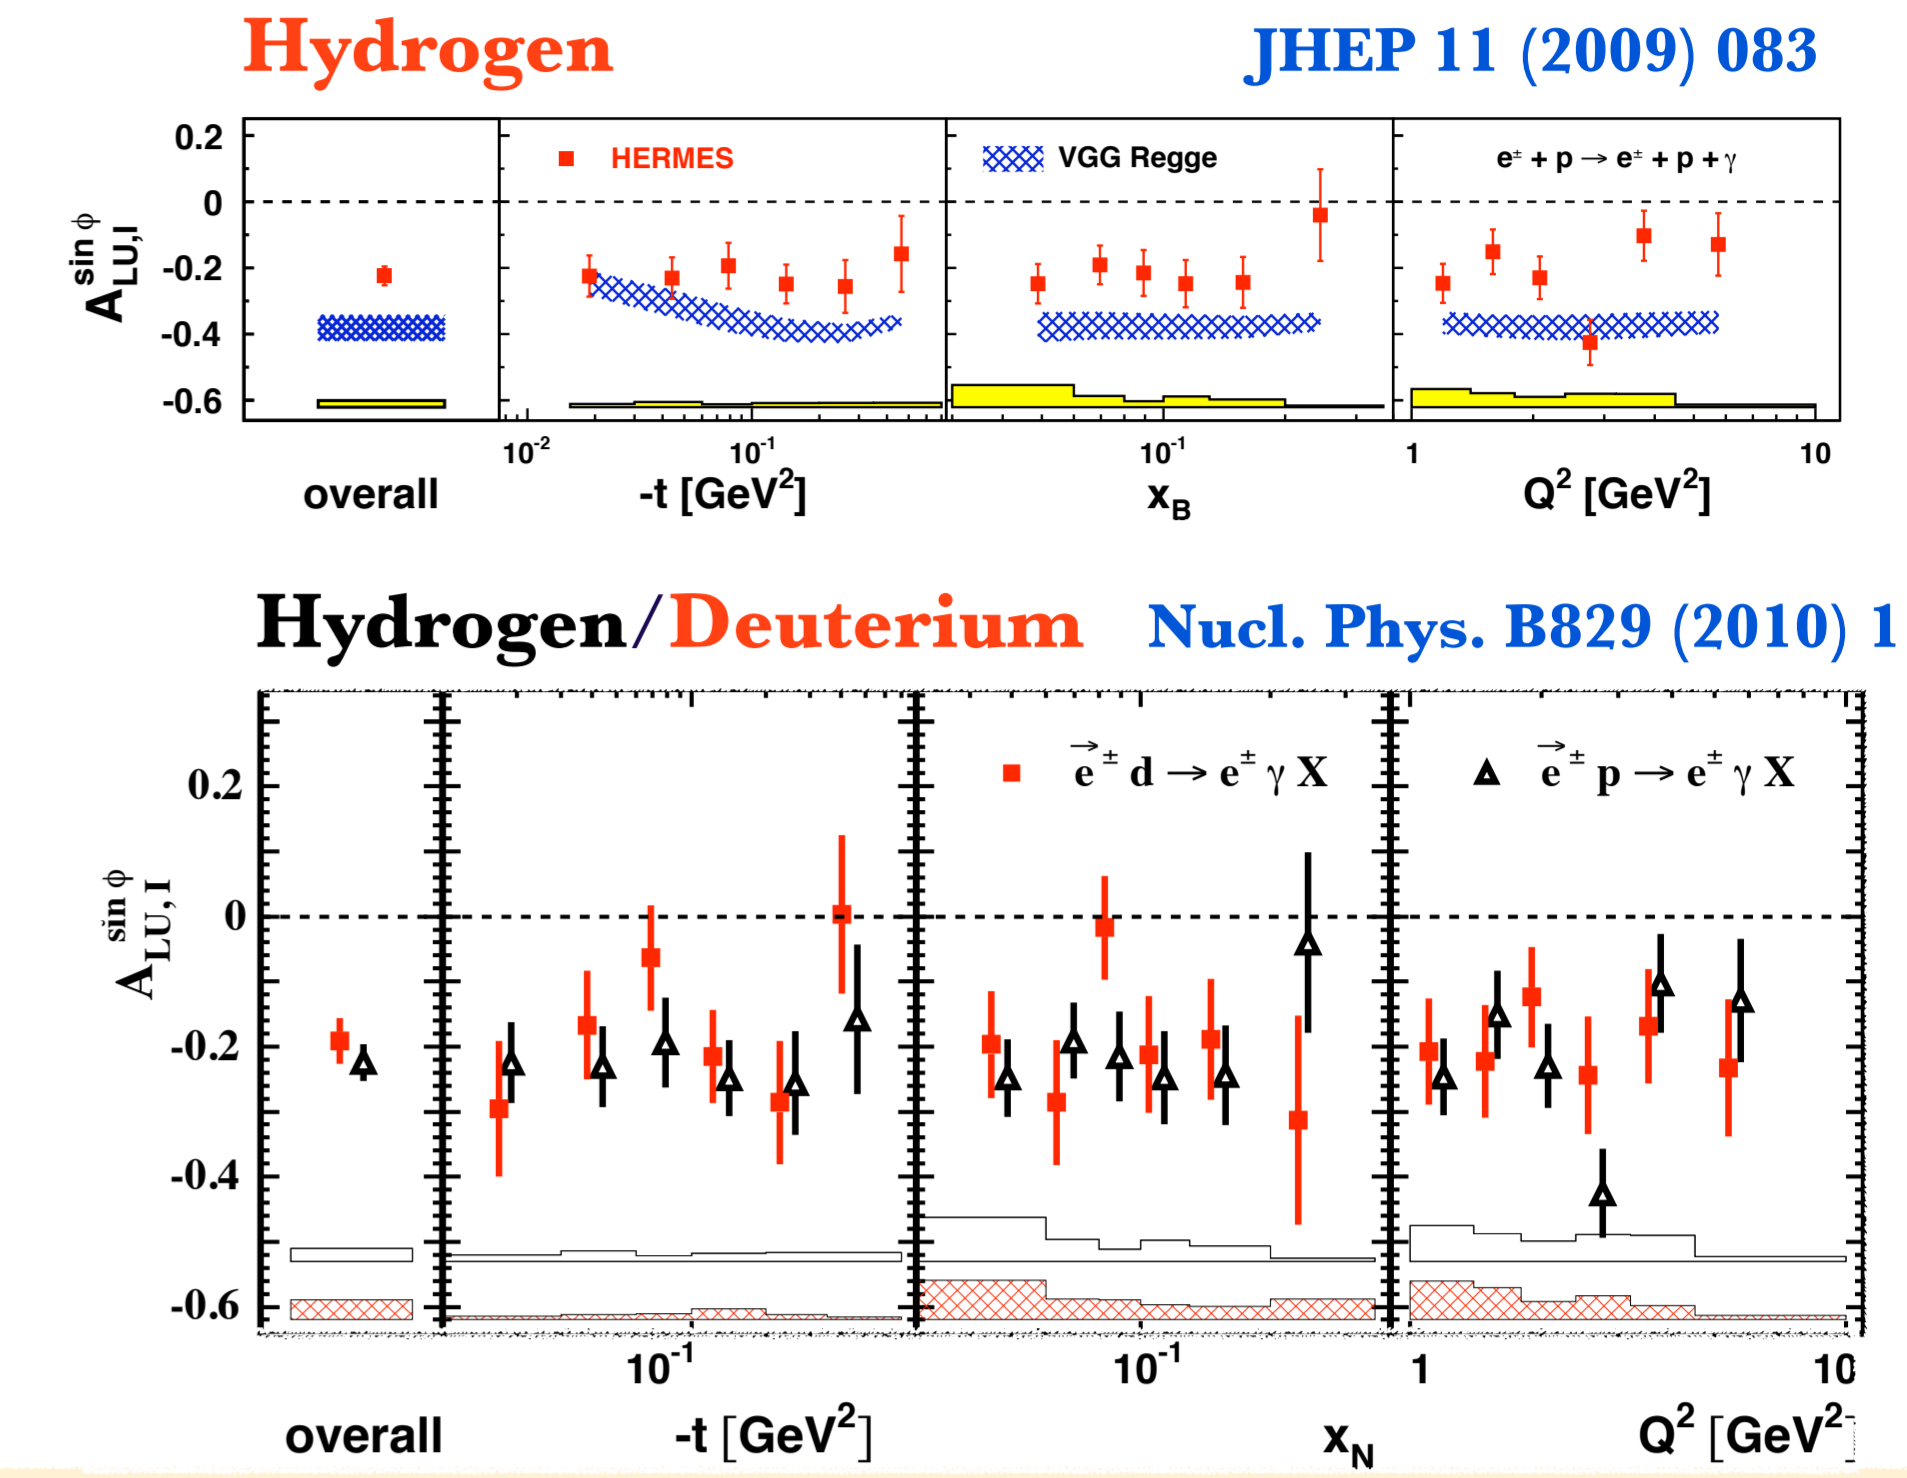 Hydrogen JHEP 11 (2009) 083
0.2
0
-0.2
-0.4
-0.6
A_{LU,I}^{sin ϕ}
HERMES
VGG Regge
e± + p → e± + p + γ
10⁻² 10⁻¹ 10⁻¹ 1 10
overall -t [GeV²] x_B Q² [GeV²]
Hydrogen/Deuterium Nucl. Phys. B829 (2010) 1
0.2
0
-0.2
-0.4
-0.6
A_{LU,I}^{sin ϕ}
e⃗± d → e± γ X
e⃗± p → e± γ X
10⁻¹ 10⁻¹ 1 10
overall -t [GeV²] x_N Q² [GeV²]